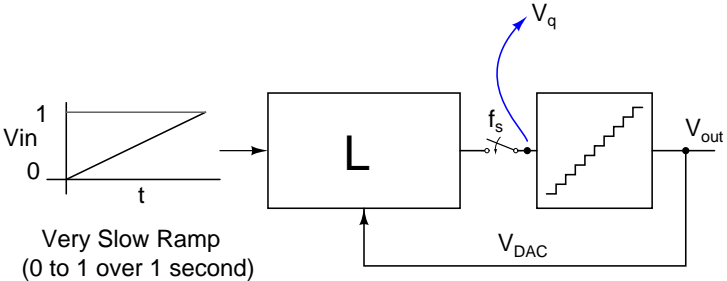 V_q
1
Vin
0
t
L
f_s
V_out
V_DAC
Very Slow Ramp
(0 to 1 over 1 second)